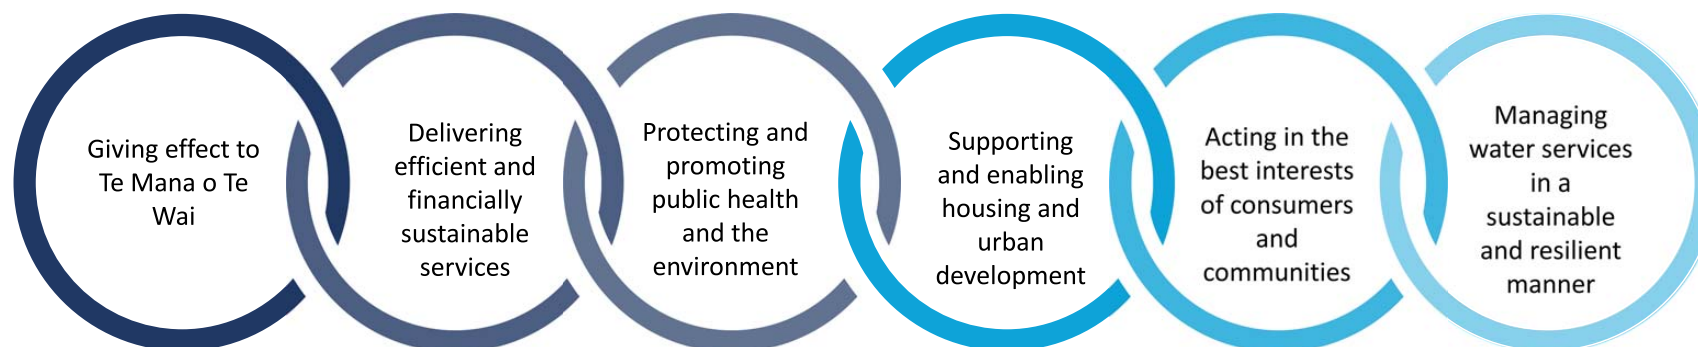 Giving effect to
Te Mana o Te
Wai
Delivering
efficient and
financially
sustainable
services
Protecting and
promoting
public health
and the
environment
Supporting
and enabling
housing and
urban
development
Acting in the
best interests
of consumers
and
communities
Managing
water services
in a
sustainable
and resilient
manner